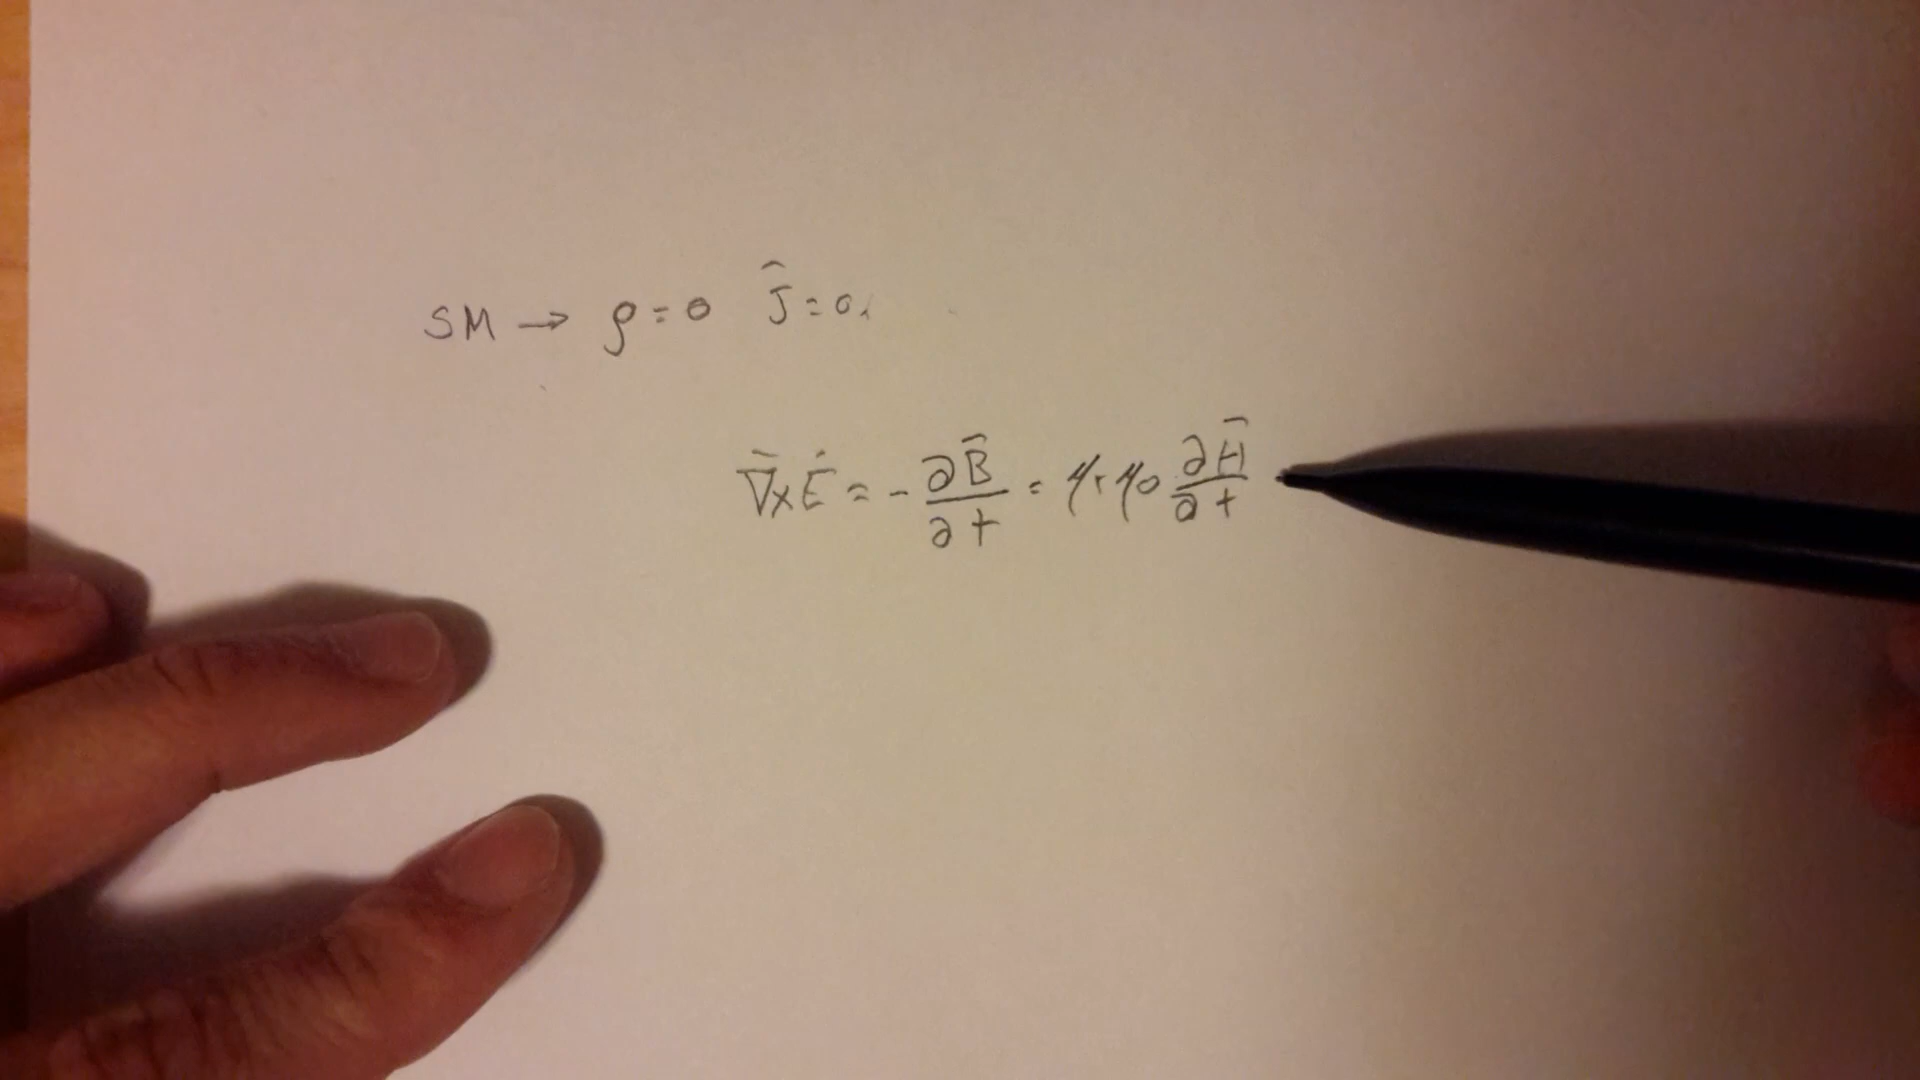 SM → ρ = 0 J̄ = 0.
∇̄ x Ē = - ∂B̄/∂t = μr μ0 ∂H̄/∂t